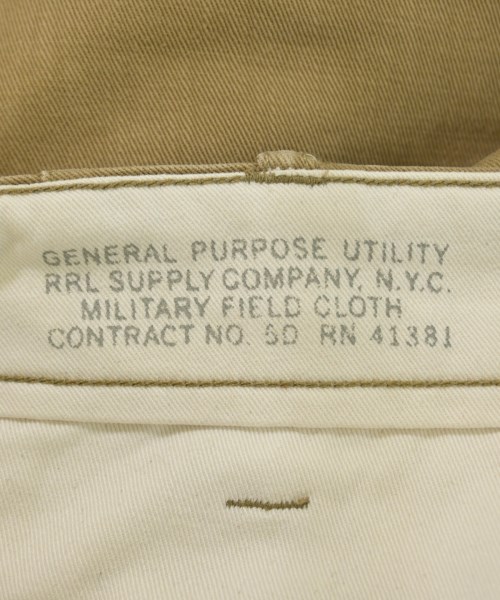 GENERAL PURPOSE UTILITY
RRL SUPPLY COMPANY, N.Y.C.
MILITARY FIELD CLOTH
CONTRACT NO. 5D RN 41381